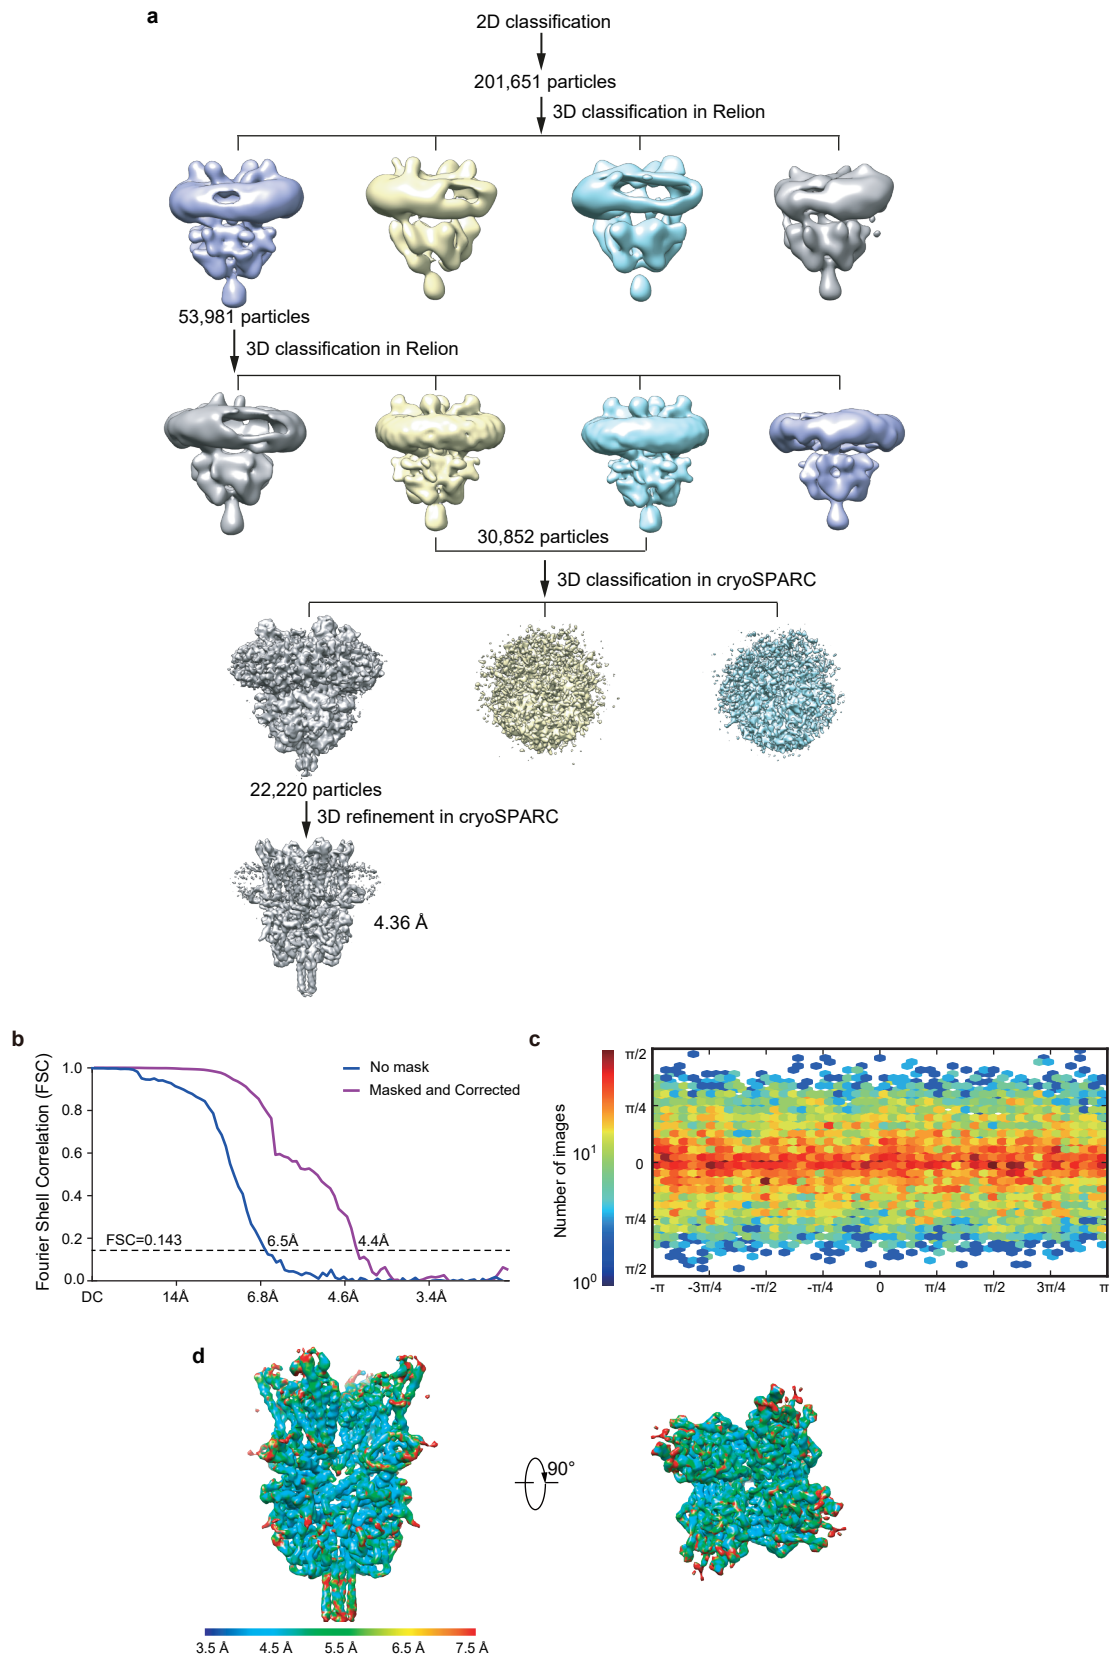 a
2D classification
201,651 particles
3D classification in Relion
53,981 particles
3D classification in Relion
30,852 particles
3D classification in cryoSPARC
22,220 particles
3D refinement in cryoSPARC
4.36 Å
b
Fourier Shell Correlation (FSC)
1.0
0.8
0.6
0.4
0.2
0.0
No mask
Masked and Corrected
FSC=0.143
6.5Å
4.4Å
DC
14Å
6.8Å
4.6Å
3.4Å
c
Number of images
10¹
10⁰
π/2
π/4
0
π/4
π/2
-π
-3π/4
-π/2
-π/4
0
π/4
π/2
3π/4
π
d
90°
3.5 Å
4.5 Å
5.5 Å
6.5 Å
7.5 Å